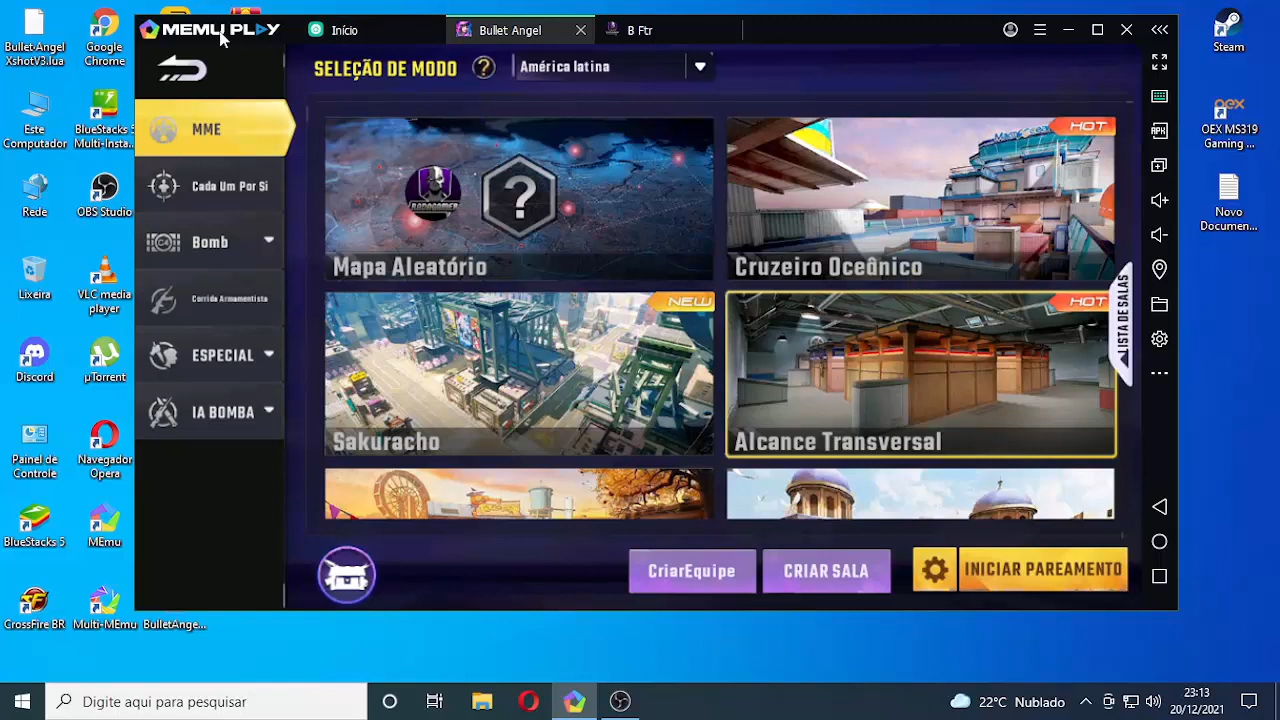 Bullet-Angel
XshotV3.lua
Google
Chrome
MEMU PLAY
Início
Bullet Angel
B Ftr
Steam
SELEÇÃO DE MODO
?
América latina
MME
Cada Um Por Si
Bomb
Corrida Armamentista
ESPECIAL
IA BOMBA
Este
Computador
BlueStacks 5
Multi-Insta...
Rede
OBS Studio
Lixeira
VLC media
player
Discord
µTorrent
Painel de
Controle
Navegador
Opera
BlueStacks 5
MEmu
CrossFire BR
Multi-MEmu
BulletAnge...
HOT
Mapa Aleatório
Cruzeiro Oceânico
NEW
HOT
Sakuracho
Alcance Transversal
LISTA DE SALAS
CriarEquipe
CRIAR SALA
INICIAR PAREAMENTO
APK
OEX MS319
Gaming ...
Novo
Documen...
Digite aqui para pesquisar
22°C Nublado
23:13
20/12/2021